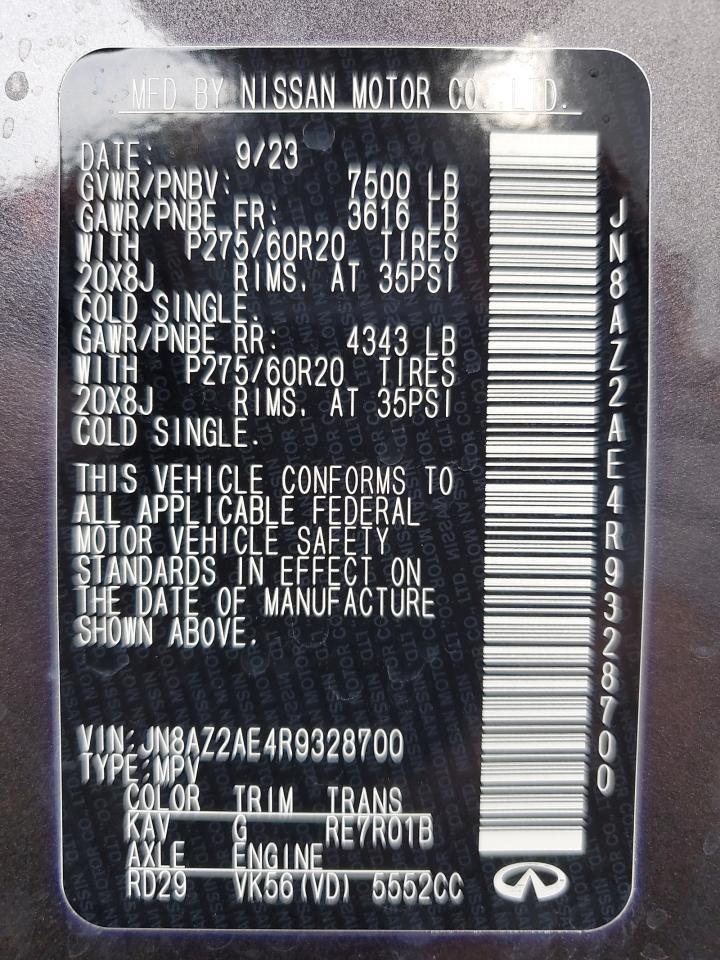 MFD BY NISSAN MOTOR CO.,LTD.
DATE: 9/23
GVWR/PNBV: 7500 LB
GAWR/PNBE FR: 3616 LB
WITH P275/60R20 TIRES
20X8J RIMS, AT 35PSI
COLD SINGLE.
GAWR/PNBE RR: 4343 LB
WITH P275/60R20 TIRES
20X8J RIMS, AT 35PSI
COLD SINGLE.
THIS VEHICLE CONFORMS TO
ALL APPLICABLE FEDERAL
MOTOR VEHICLE SAFETY
STANDARDS IN EFFECT ON
THE DATE OF MANUFACTURE
SHOWN ABOVE.
VIN:JN8AZ2AE4R9328700
TYPE:MPV
COLOR TRIM TRANS
KAV G RE7R01B
AXLE ENGINE
RD29 VK56(VD) 5552CC
JN8AZ2AE4R9328700